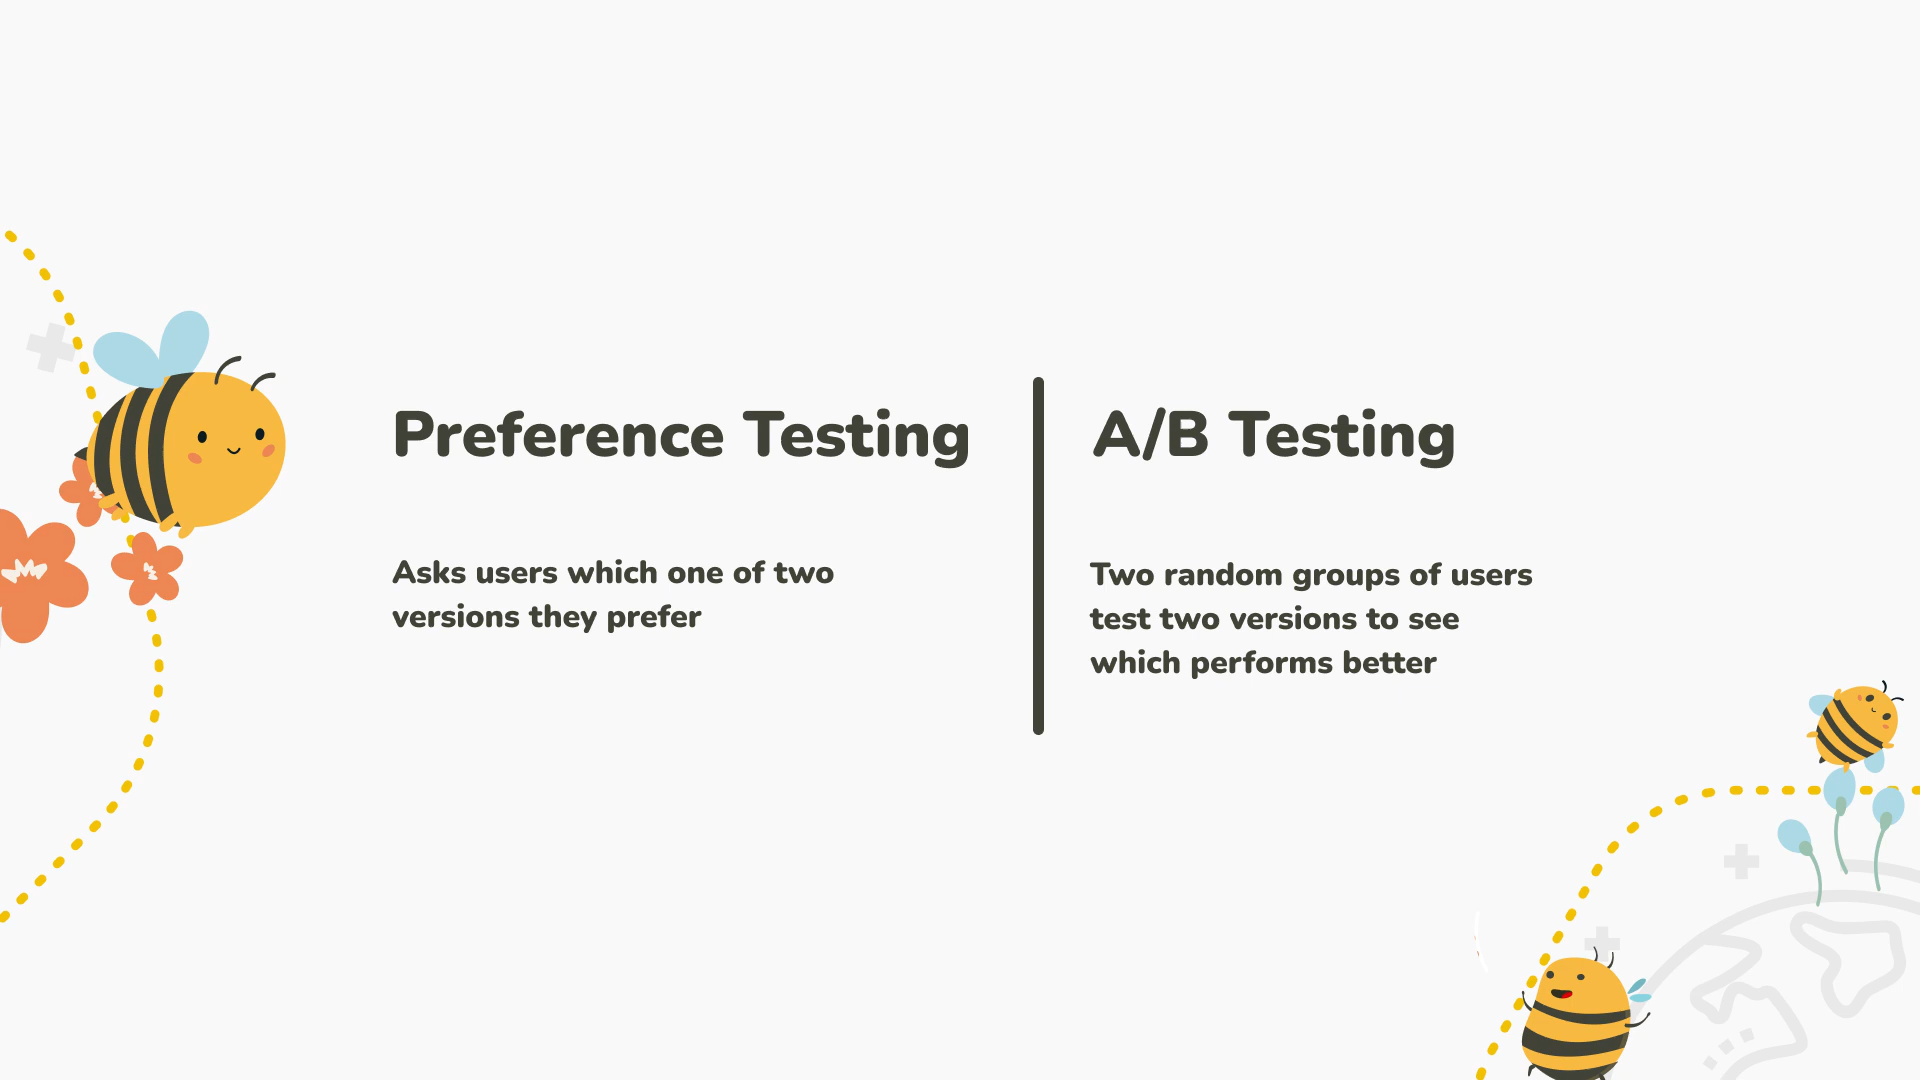 Preference Testing
Asks users which one of two
versions they prefer
A/B Testing
Two random groups of users
test two versions to see
which performs better